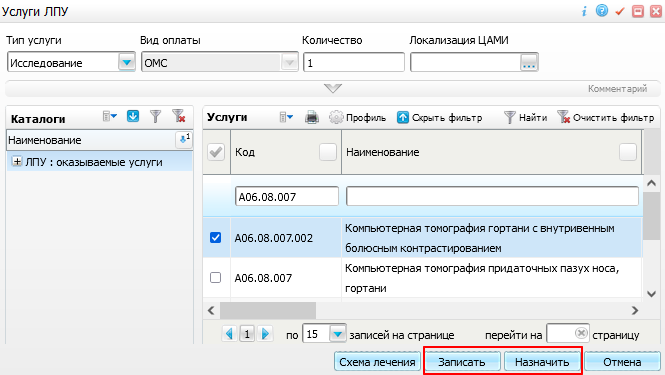 Услуги ЛПУ
Тип услуги Вид оплаты Количество Локализация ЦАМИ
Исследование ОМС 1 ...
Комментарий
Каталоги
Наименование 1
ЛПУ : оказываемые услуги
Услуги Профиль Скрыть фильтр Найти Очистить фильтр
Код Наименование
A06.08.007
A06.08.007.002 Компьютерная томография гортани с внутривенным
болюсным контрастированием
A06.08.007 Компьютерная томография придаточных пазух носа,
гортани
1 по 15 записей на странице перейти на страницу
Схема лечения Записать Назначить Отмена